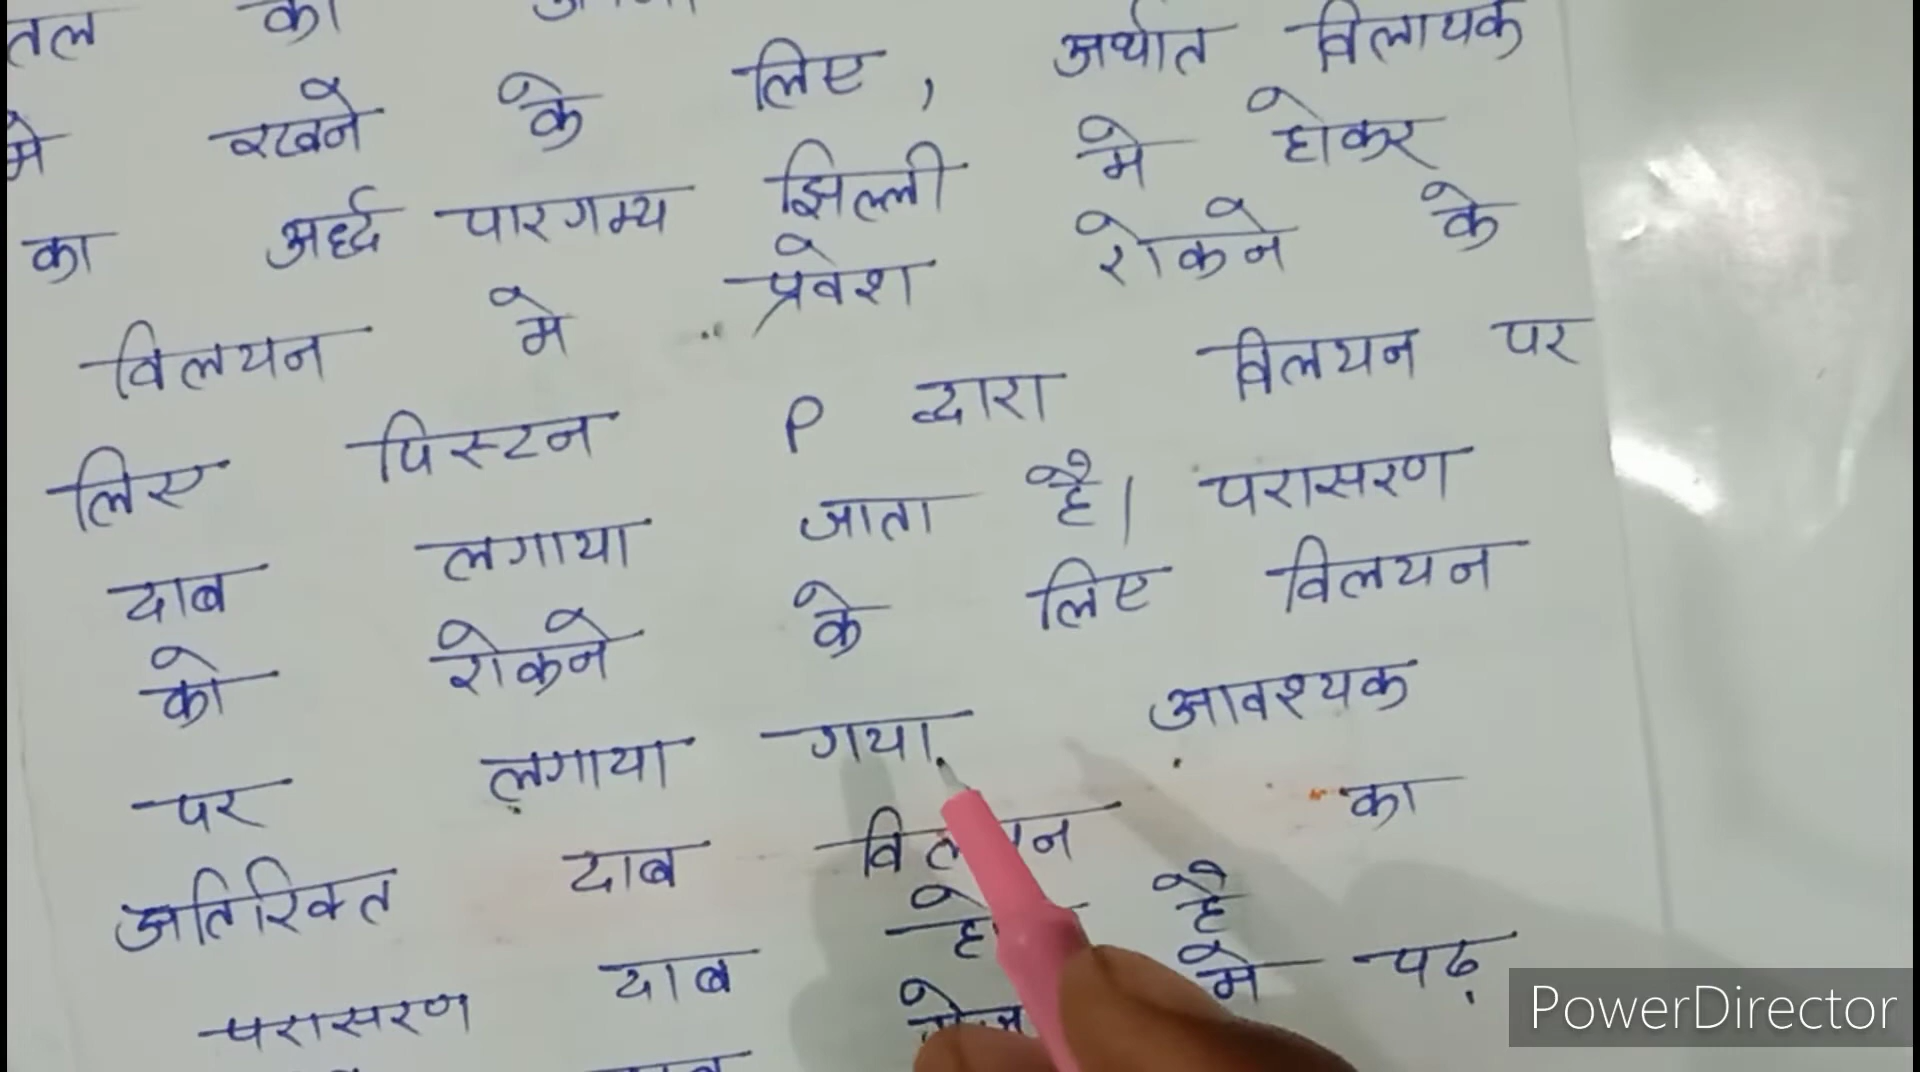 तल का
मे रखने के लिए, अर्थात विलायक
का अर्द्ध पारगम्य झिल्ली मे होकर
विलयन मे प्रवेश रोकने के
लिए पिस्टन P द्वारा विलयन पर
दाब लगाया जाता है। परासरण
को रोकने के लिए विलयन
पर लगाया गया आवश्यक
अतिरिक्त दाब का
परासरण दाब है
मे पढ़
PowerDirector